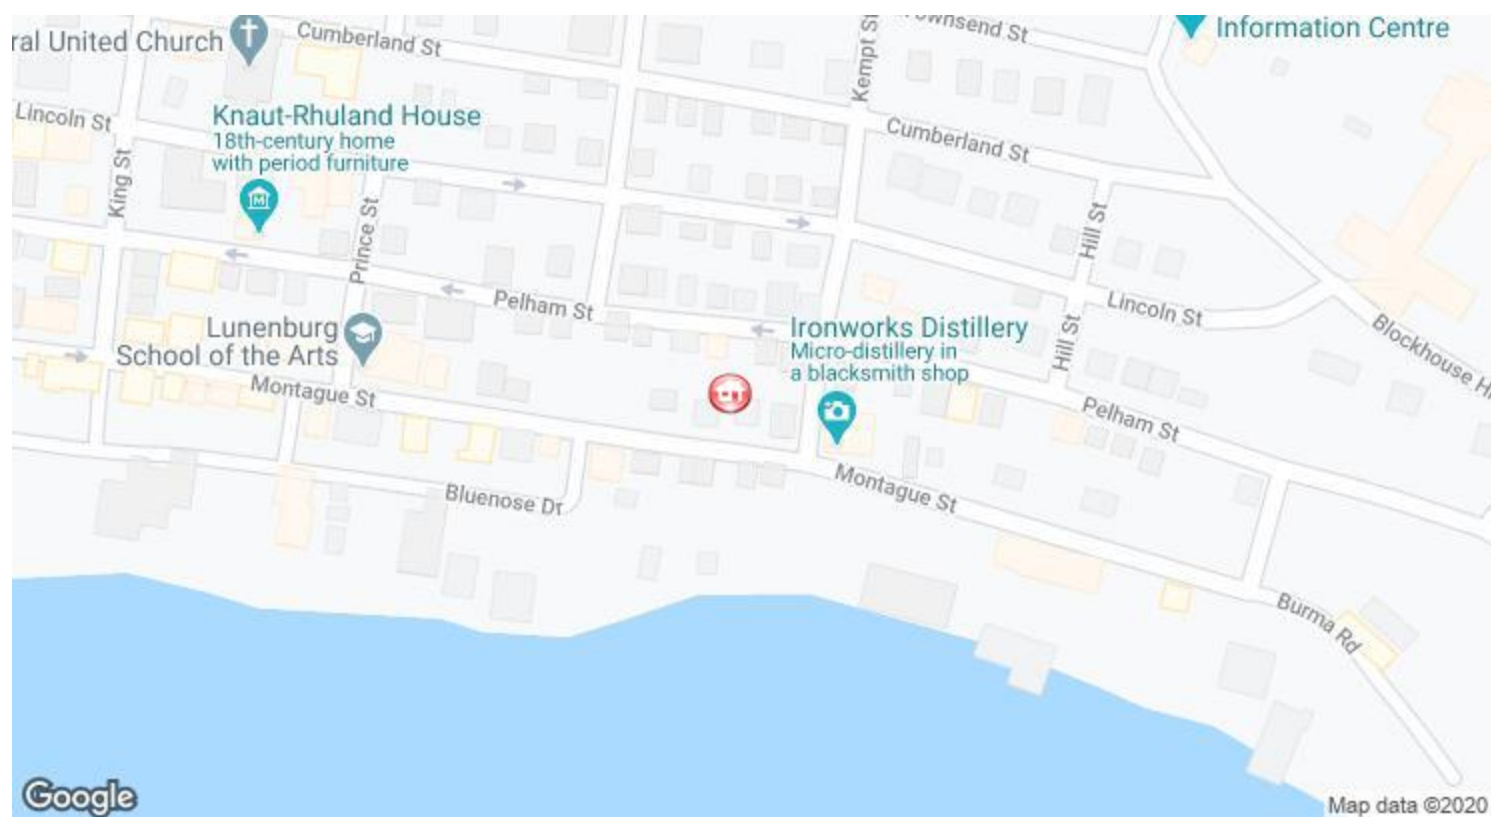 ral United Church
Cumberland St
Kempt St
ownsend St
Information Centre
Lincoln St
Knaut-Rhuland House
18th-century home
with period furniture
King St
Prince St
Cumberland St
Hill St
Pelham St
Lincoln St
Lunenburg
School of the Arts
Ironworks Distillery
Micro-distillery in
a blacksmith shop
Hill St
Blockhouse H
Montague St
Pelham St
Bluenose Dr
Montague St
Burma Rd
Google
Map data ©2020